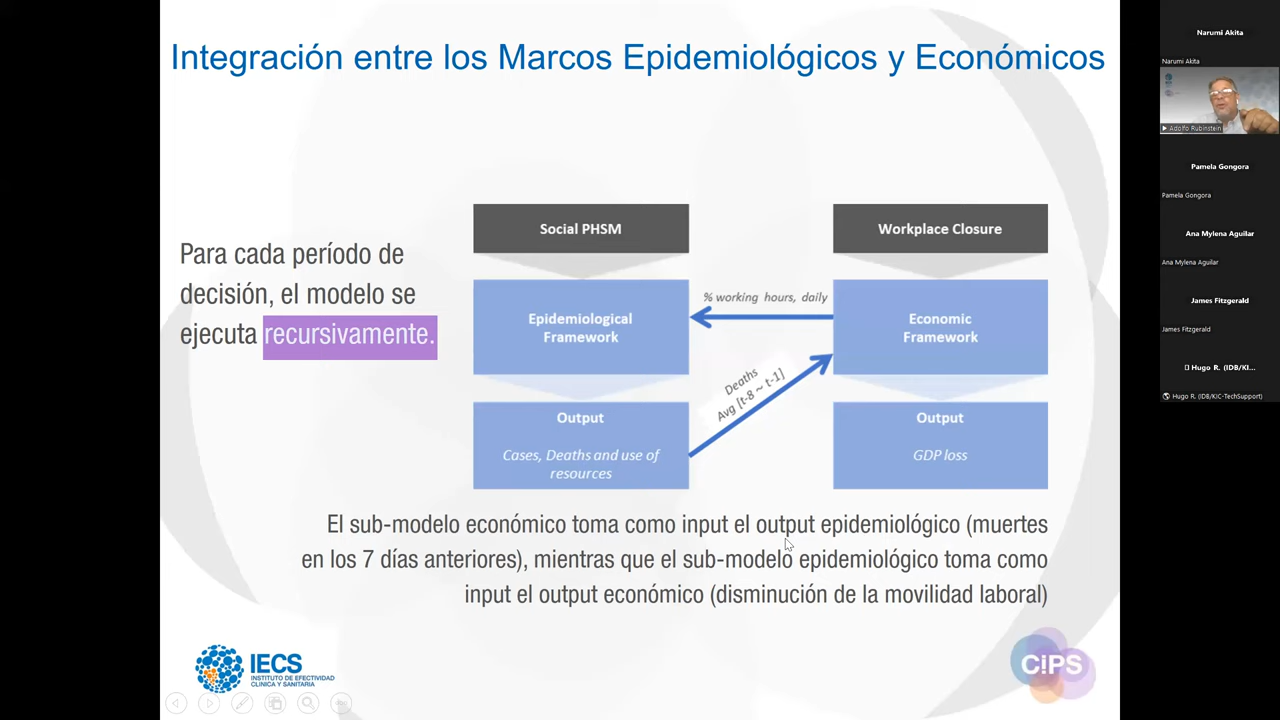 Integración entre los Marcos Epidemiológicos y Económicos
Para cada período de
decisión, el modelo se
ejecuta recursivamente.
Social PHSM
Workplace Closure
Epidemiological
Framework
% working hours, daily
Economic
Framework
Deaths
Avg [t-8 ~ t-1]
Output
Cases, Deaths and use of
resources
Output
GDP loss
El sub-modelo económico toma como input el output epidemiológico (muertes
en los 7 días anteriores), mientras que el sub-modelo epidemiológico toma como
input el output económico (disminución de la movilidad laboral)
IECS
INSTITUTO DE EFECTIVIDAD
CLINICA Y SANITARIA
CiPS
Narumi Akita
Narumi Akita
Adolfo Rubinstein
Pamela Gongora
Pamela Gongora
Ana Mylena Aguilar
Ana Mylena Aguilar
James Fitzgerald
James Fitzgerald
Hugo R. (IDB/KI...
Hugo R. (IDB/KIC-TechSupport)